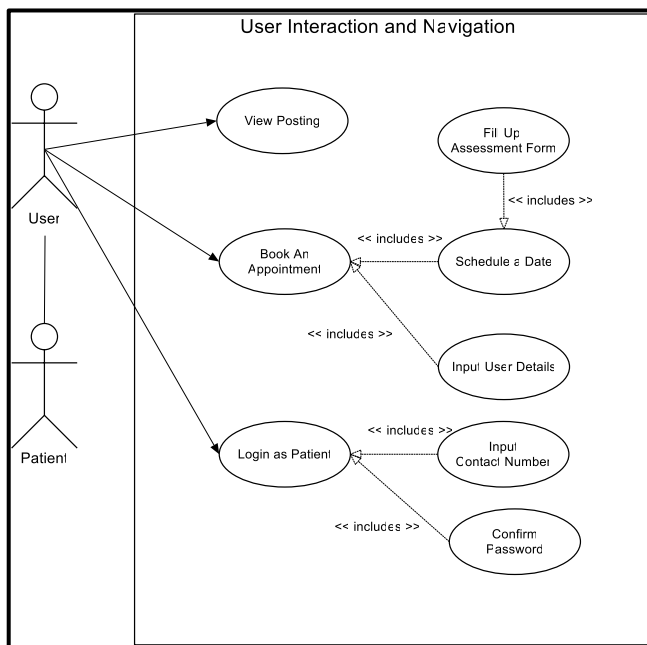 User Interaction and Navigation
View Posting
Fill Up
Assessment Form
<< includes >>
User
Book An
Appointment
<< includes >>
Schedule a Date
<< includes >>
Input User Details
Patient
Login as Patient
<< includes >>
Input
Contact Number
<< includes >>
Confirm
Password